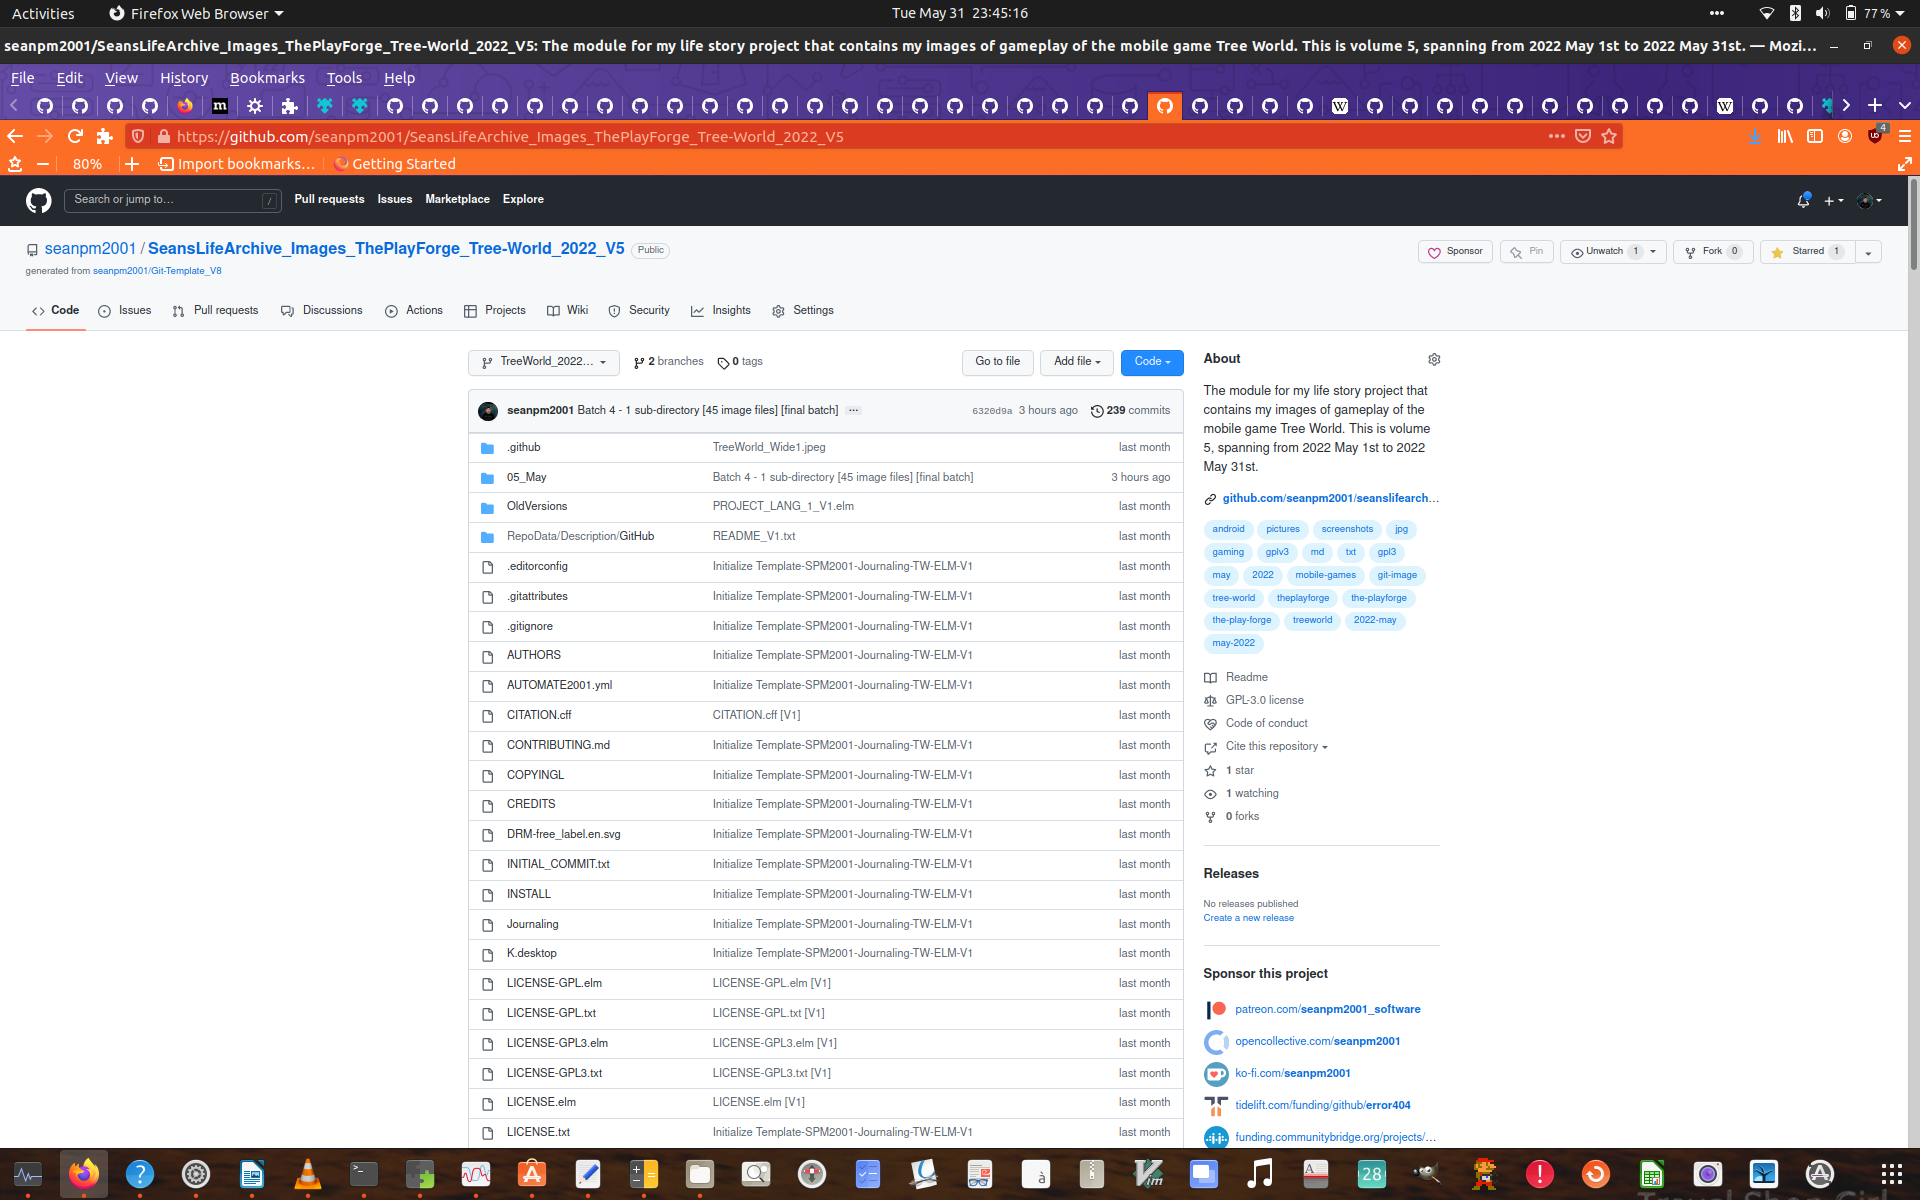 Activities
Firefox Web Browser
Tue May 31 23:45:16
77 %
seanpm2001/SeansLifeArchive_Images_ThePlayForge_Tree-World_2022_V5: The module for my life story project that contains my images of gameplay of the mobile game Tree World. This is volume 5, spanning from 2022 May 1st to 2022 May 31st. — Mozi...
File Edit View History Bookmarks Tools Help
https://github.com/seanpm2001/SeansLifeArchive_Images_ThePlayForge_Tree-World_2022_V5
4
80%
Import bookmarks...
Getting Started
Search or jump to... /
Pull requests Issues Marketplace Explore
seanpm2001 / SeansLifeArchive_Images_ThePlayForge_Tree-World_2022_V5 Public
generated from seanpm2001/Git-Template_V8
Sponsor Pin Unwatch 1 Fork 0 Starred 1
Code Issues Pull requests Discussions Actions Projects Wiki Security Insights Settings
TreeWorld_2022... 2 branches 0 tags
Go to file Add file Code
seanpm2001 Batch 4 - 1 sub-directory [45 image files] [final batch] ... 6320d9a 3 hours ago 239 commits
.github TreeWorld_Wide1.jpeg last month
05_May Batch 4 - 1 sub-directory [45 image files] [final batch] 3 hours ago
OldVersions PROJECT_LANG_1_V1.elm last month
RepoData/Description/GitHub README_V1.txt last month
.editorconfig Initialize Template-SPM2001-Journaling-TW-ELM-V1 last month
.gitattributes Initialize Template-SPM2001-Journaling-TW-ELM-V1 last month
.gitignore Initialize Template-SPM2001-Journaling-TW-ELM-V1 last month
AUTHORS Initialize Template-SPM2001-Journaling-TW-ELM-V1 last month
AUTOMATE2001.yml Initialize Template-SPM2001-Journaling-TW-ELM-V1 last month
CITATION.cff CITATION.cff [V1] last month
CONTRIBUTING.md Initialize Template-SPM2001-Journaling-TW-ELM-V1 last month
COPYINGL Initialize Template-SPM2001-Journaling-TW-ELM-V1 last month
CREDITS Initialize Template-SPM2001-Journaling-TW-ELM-V1 last month
DRM-free_label.en.svg Initialize Template-SPM2001-Journaling-TW-ELM-V1 last month
INITIAL_COMMIT.txt Initialize Template-SPM2001-Journaling-TW-ELM-V1 last month
INSTALL Initialize Template-SPM2001-Journaling-TW-ELM-V1 last month
Journaling Initialize Template-SPM2001-Journaling-TW-ELM-V1 last month
K.desktop Initialize Template-SPM2001-Journaling-TW-ELM-V1 last month
LICENSE-GPL.elm LICENSE-GPL.elm [V1] last month
LICENSE-GPL.txt LICENSE-GPL.txt [V1] last month
LICENSE-GPL3.elm LICENSE-GPL3.elm [V1] last month
LICENSE-GPL3.txt LICENSE-GPL3.txt [V1] last month
LICENSE.elm LICENSE.elm [V1] last month
LICENSE.txt Initialize Template-SPM2001-Journaling-TW-ELM-V1 last month
About
The module for my life story project that
contains my images of gameplay of the
mobile game Tree World. This is volume
5, spanning from 2022 May 1st to 2022
May 31st.
github.com/seanpm2001/seanslifearch...
android pictures screenshots jpg
gaming gplv3 md txt gpl3
may 2022 mobile-games git-image
tree-world theplayforge the-playforge
the-play-forge treeworld 2022-may
may-2022
Readme
GPL-3.0 license
Code of conduct
Cite this repository
1 star
1 watching
0 forks
Releases
No releases published
Create a new release
Sponsor this project
patreon.com/seanpm2001_software
opencollective.com/seanpm2001
ko-fi.com/seanpm2001
tidelift.com/funding/github/error404
funding.communitybridge.org/projects/...
28